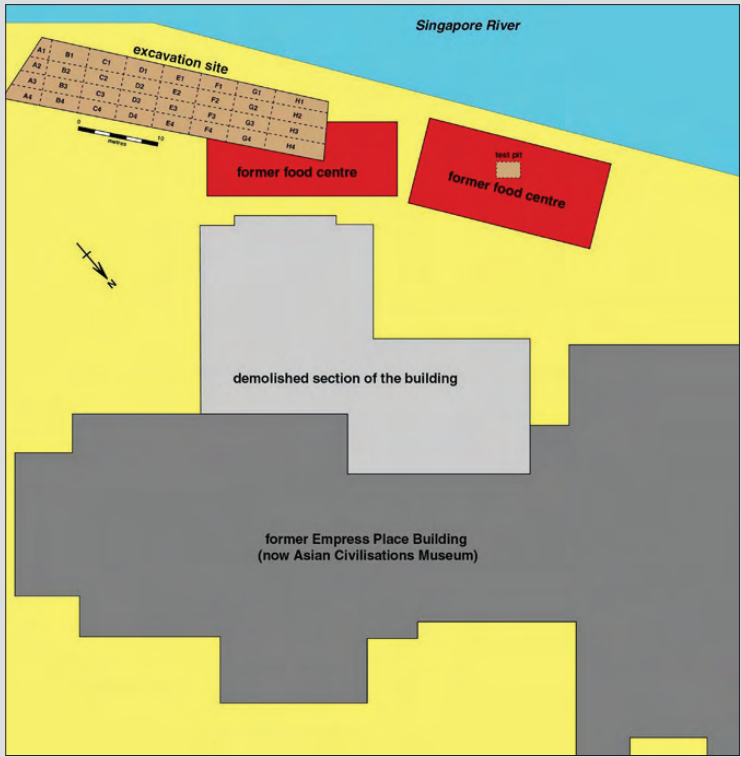 Singapore River
excavation site
A1 B1 C1 D1 E1 F1 G1 H1
A2 B2 C2 D2 E2 F2 G2 H2
A3 B3 C3 D3 E3 F3 G3 H3
A4 B4 C4 D4 E4 F4 G4 H4
0 10
metres
test pit
former food centre
former food centre
N
demolished section of the building
former Empress Place Building
(now Asian Civilisations Museum)